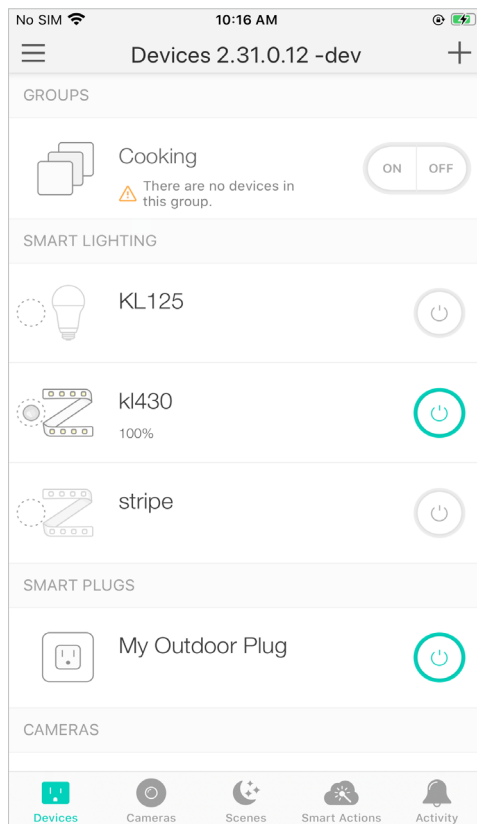 No SIM 10:16 AM
Devices 2.31.0.12 -dev
GROUPS
Cooking
ON OFF
There are no devices in
this group.
SMART LIGHTING
KL125
kl430
100%
stripe
SMART PLUGS
My Outdoor Plug
CAMERAS
Devices Cameras Scenes Smart Actions Activity